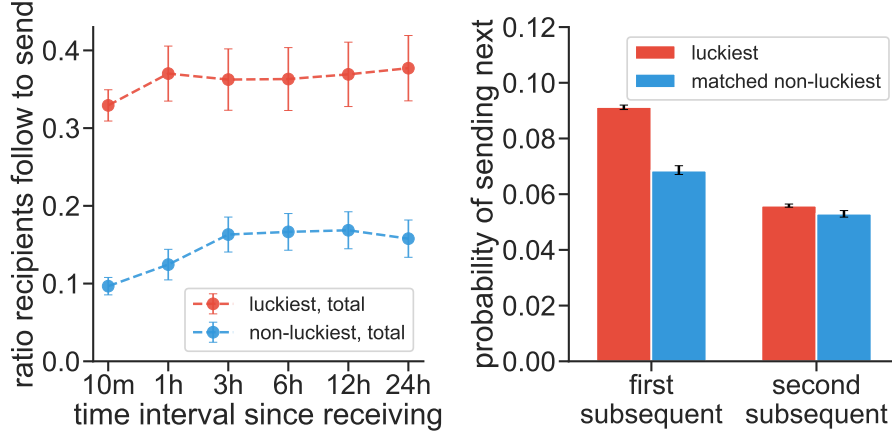 ratio recipients follow to send
0.4
0.3
0.2
0.1
0.0
luckiest, total
non-luckiest, total
10m 1h 3h 6h 12h 24h
time interval since receiving
probability of sending next
0.12
0.10
0.08
0.06
0.04
0.02
0.00
luckiest
matched non-luckiest
first
subsequent
second
subsequent